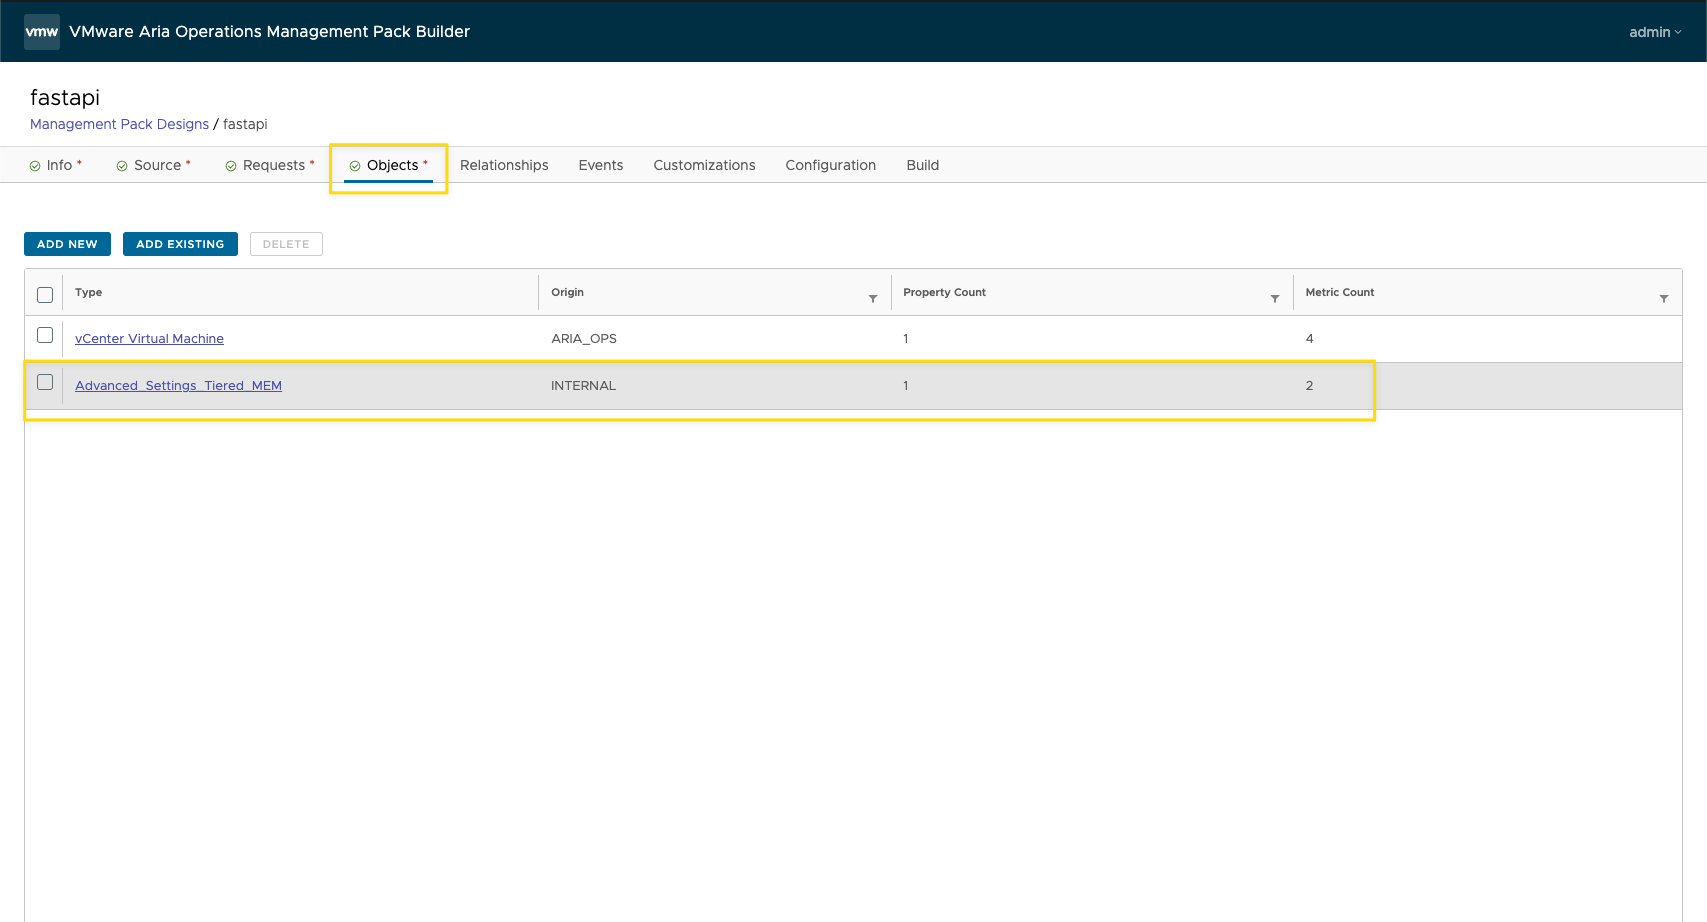 vmw VMware Aria Operations Management Pack Builder admin
fastapi
Management Pack Designs / fastapi
Info * Source * Requests * Objects * Relationships Events Customizations Configuration Build
ADD NEW ADD EXISTING DELETE
Type Origin Property Count Metric Count
vCenter Virtual Machine ARIA_OPS 1 4
Advanced_Settings_Tiered_MEM INTERNAL 1 2